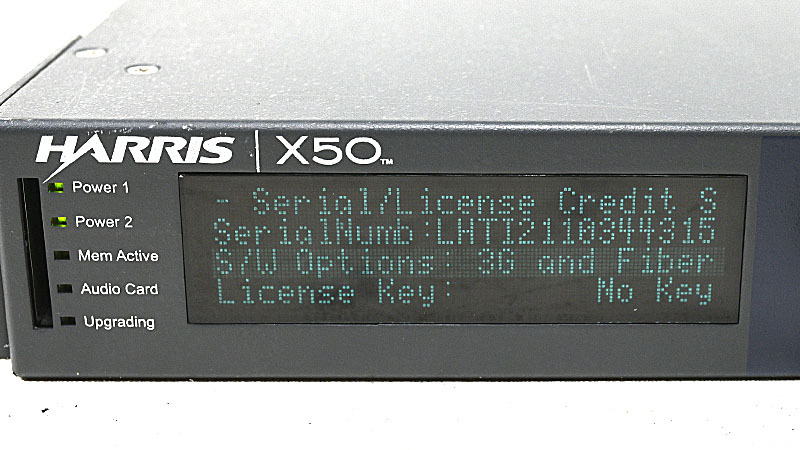 HARRIS | X50™
Power 1
Power 2
Mem Active
Audio Card
Upgrading
- Serial/License Credit S
SerialNumb:LHTI2110344315
S/W Options: 3G and Fiber
License Key: No Key